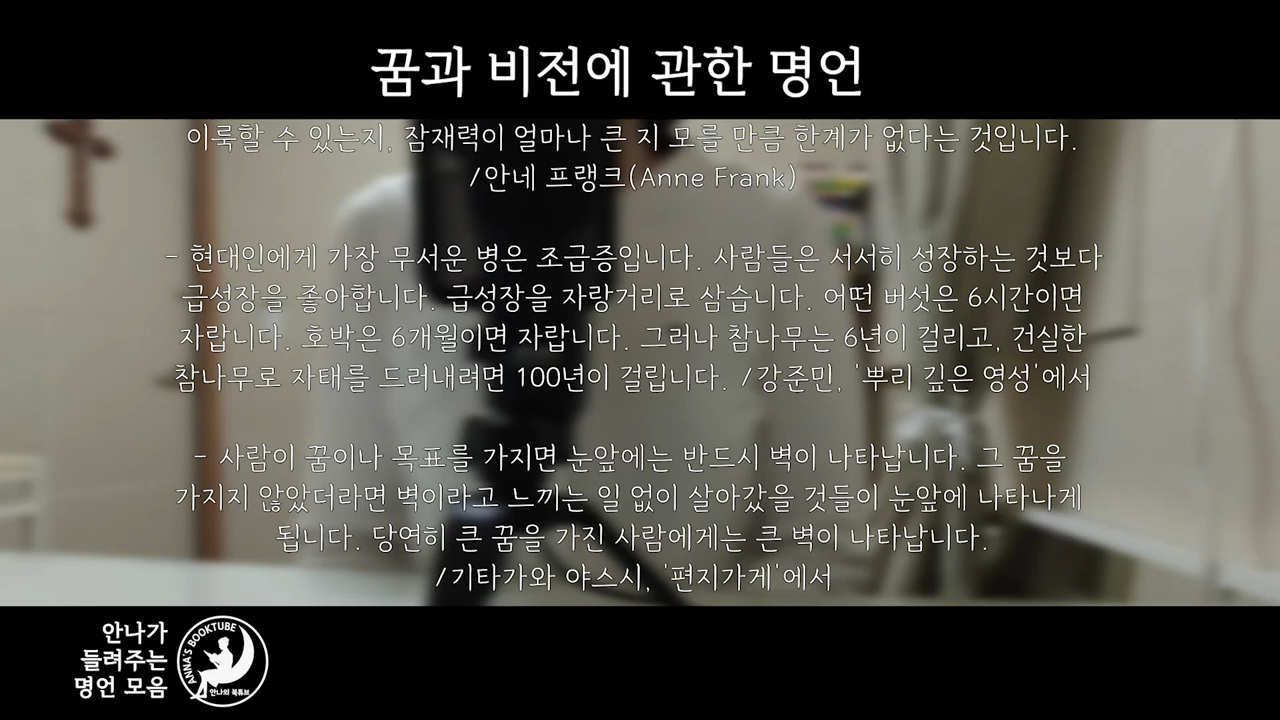 꿈과 비전에 관한 명언
이룩할 수 있는지, 잠재력이 얼마나 큰 지 모를 만큼 한계가 없다는 것입니다.
/안네 프랭크(Anne Frank)
- 현대인에게 가장 무서운 병은 조급증입니다. 사람들은 서서히 성장하는 것보다
급성장을 좋아합니다. 급성장을 자랑거리로 삼습니다. 어떤 버섯은 6시간이면
자랍니다. 호박은 6개월이면 자랍니다. 그러나 참나무는 6년이 걸리고, 건실한
참나무로 자태를 드러내려면 100년이 걸립니다. /강준민, '뿌리 깊은 영성'에서
- 사람이 꿈이나 목표를 가지면 눈앞에는 반드시 벽이 나타납니다. 그 꿈을
가지지 않았더라면 벽이라고 느끼는 일 없이 살아갔을 것들이 눈앞에 나타나게
됩니다. 당연히 큰 꿈을 가진 사람에게는 큰 벽이 나타납니다.
/기타가와 야스시, '편지가게'에서
안나가
들려주는
명언 모음
ANNA'S BOOKTUBE
안나의 북튜브